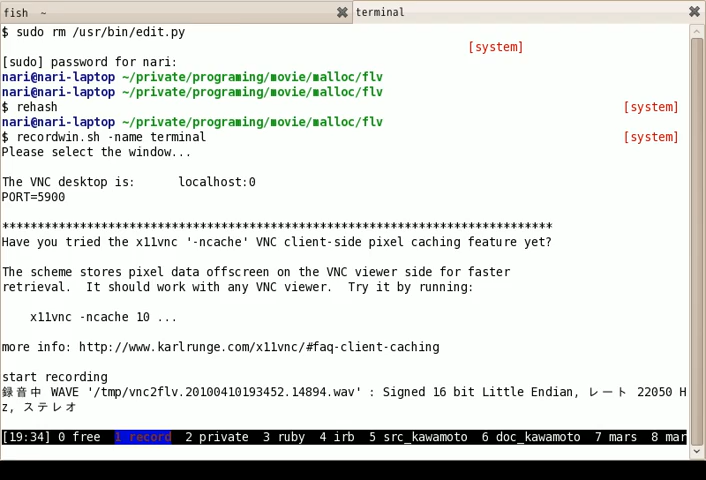 fish ~
terminal
$ sudo rm /usr/bin/edit.py
[system]
[sudo] password for nari:
nari@nari-laptop ~/private/programing/movie/malloc/flv
nari@nari-laptop ~/private/programing/movie/malloc/flv
$ rehash [system]
nari@nari-laptop ~/private/programing/movie/malloc/flv
$ recordwin.sh -name terminal [system]
Please select the window...
The VNC desktop is: localhost:0
PORT=5900
******************************************************************************
Have you tried the x11vnc '-ncache' VNC client-side pixel caching feature yet?
The scheme stores pixel data offscreen on the VNC viewer side for faster
retrieval. It should work with any VNC viewer. Try it by running:
x11vnc -ncache 10 ...
more info: http://www.karlrunge.com/x11vnc/#faq-client-caching
start recording
録音中 WAVE '/tmp/vnc2flv.20100410193452.14894.wav' : Signed 16 bit Little Endian, レート 22050 H
z, ステレオ
[19:34] 0 free 1 record 2 private 3 ruby 4 irb 5 src_kawamoto 6 doc_kawamoto 7 mars 8 mar